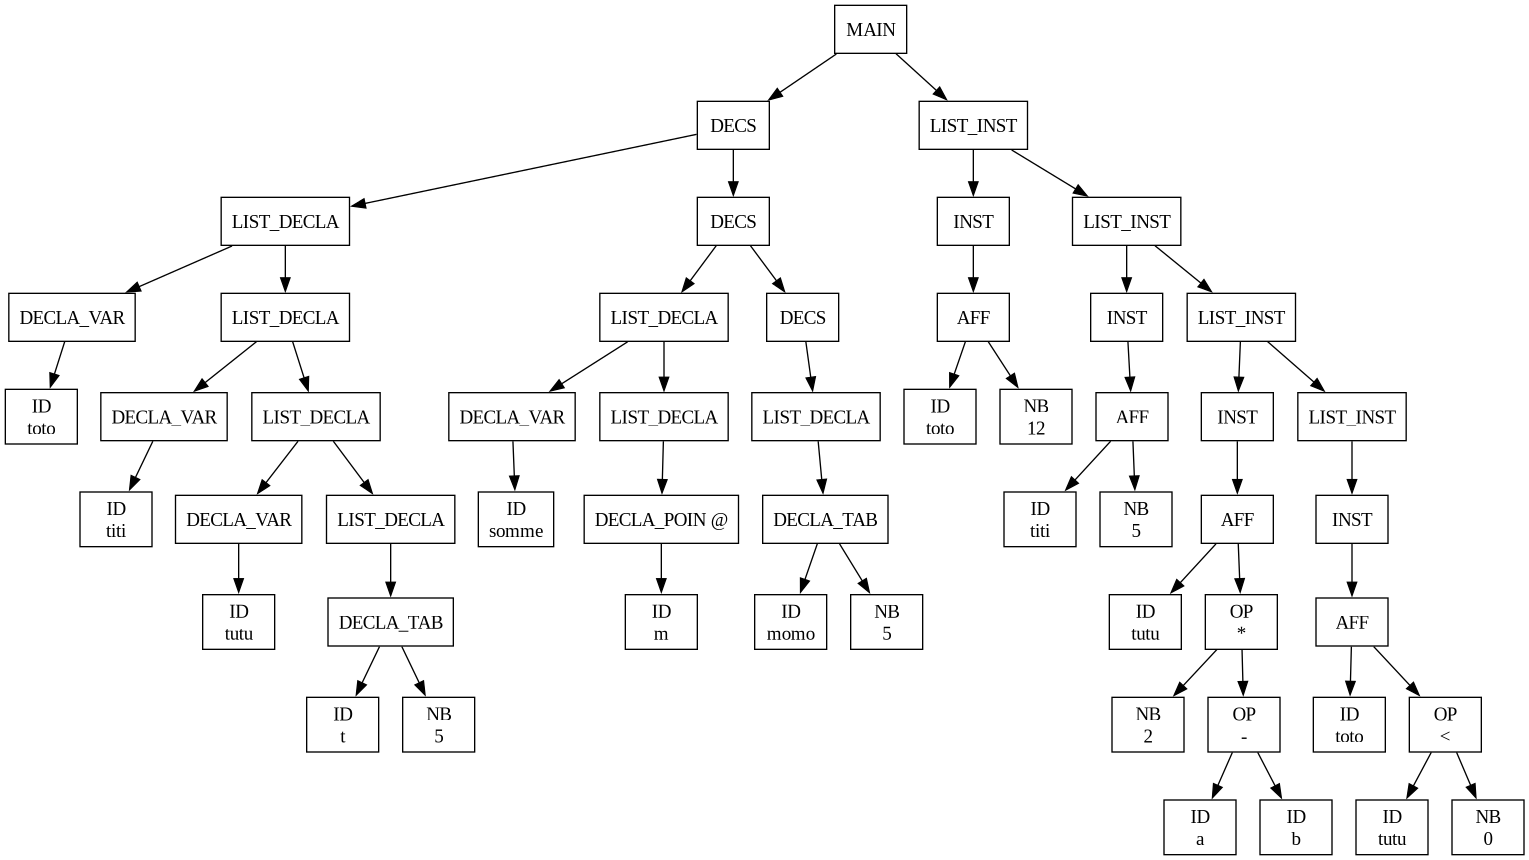 MAIN
DECS
LIST_INST
LIST_DECLA
DECS
INST
LIST_INST
DECLA_VAR
LIST_DECLA
LIST_DECLA
DECS
AFF
INST
LIST_INST
ID
toto
DECLA_VAR
LIST_DECLA
DECLA_VAR
LIST_DECLA
LIST_DECLA
ID
toto
NB
12
AFF
INST
LIST_INST
ID
titi
DECLA_VAR
LIST_DECLA
ID
somme
DECLA_POIN @
DECLA_TAB
ID
titi
NB
5
AFF
INST
ID
tutu
DECLA_TAB
ID
m
ID
momo
NB
5
ID
tutu
OP
*
AFF
ID
t
NB
5
NB
2
OP
-
ID
toto
OP
<
ID
a
ID
b
ID
tutu
NB
0